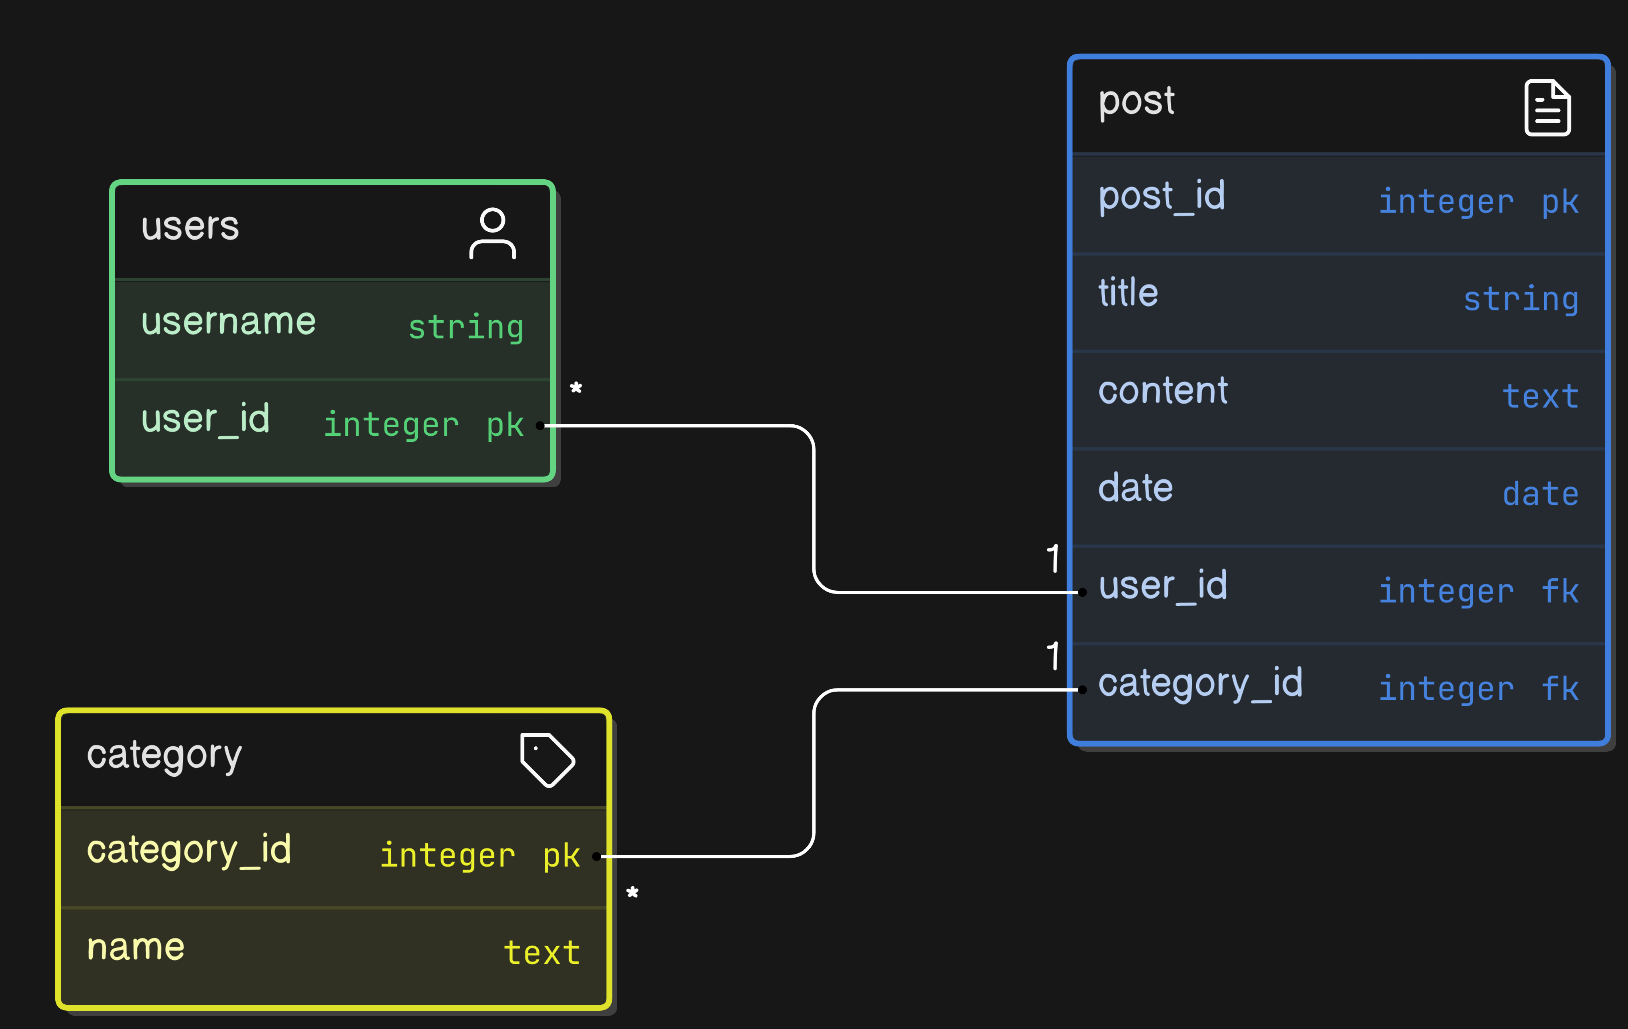 users
username string
user_id integer pk
*
post
post_id integer pk
title string
content text
date date
1
user_id integer fk
1
category_id integer fk
category
category_id integer pk
*
name text